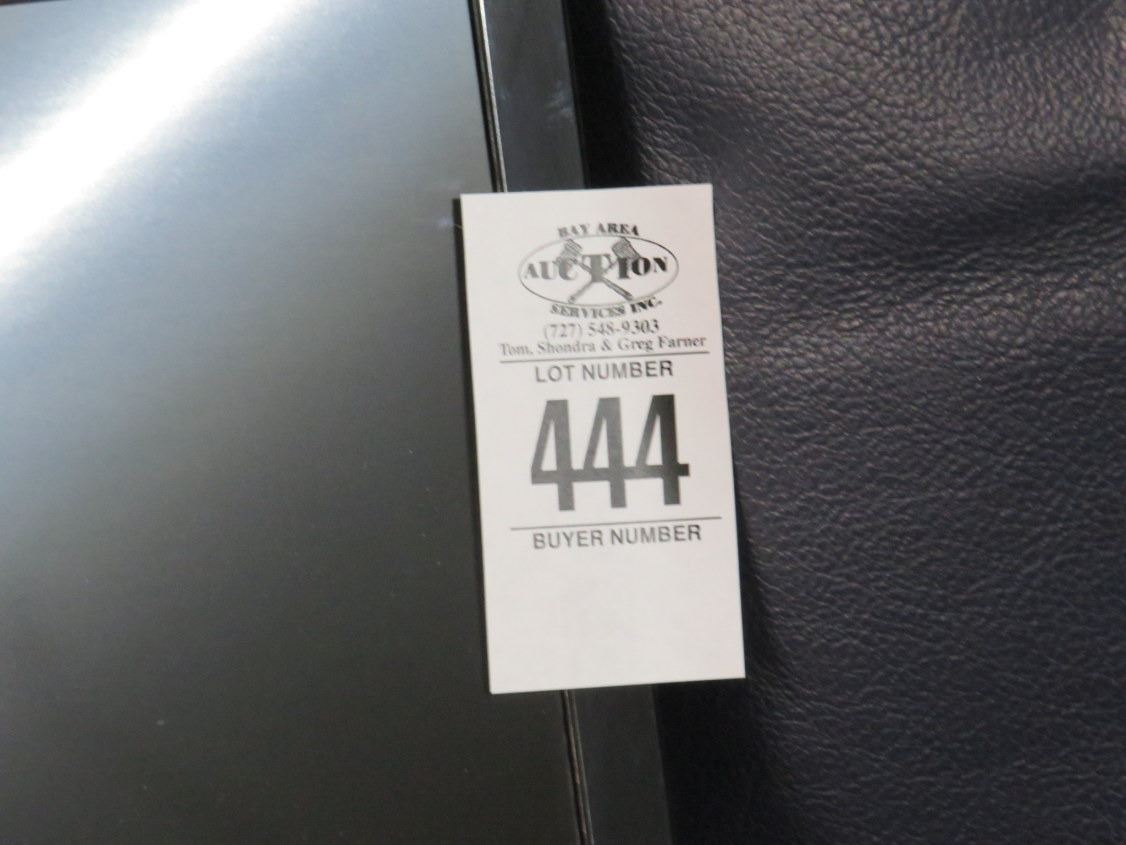 BAY AREA
AUCTION
SERVICES INC.
(727) 548-9303
Tom, Shondra & Greg Farner
LOT NUMBER
444
BUYER NUMBER